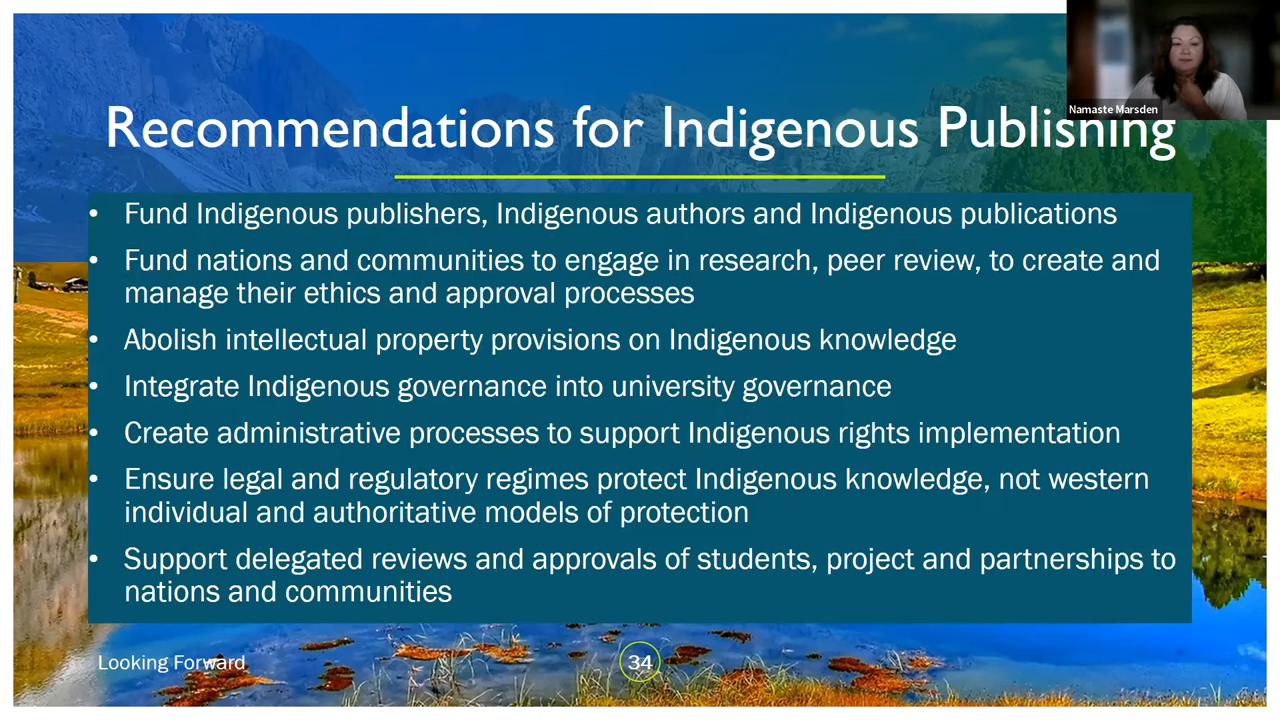 Namaste Marsden
Recommendations for Indigenous Publishing
• Fund Indigenous publishers, Indigenous authors and Indigenous publications
• Fund nations and communities to engage in research, peer review, to create and
manage their ethics and approval processes
• Abolish intellectual property provisions on Indigenous knowledge
• Integrate Indigenous governance into university governance
• Create administrative processes to support Indigenous rights implementation
• Ensure legal and regulatory regimes protect Indigenous knowledge, not western
individual and authoritative models of protection
• Support delegated reviews and approvals of students, project and partnerships to
nations and communities
Looking Forward
34